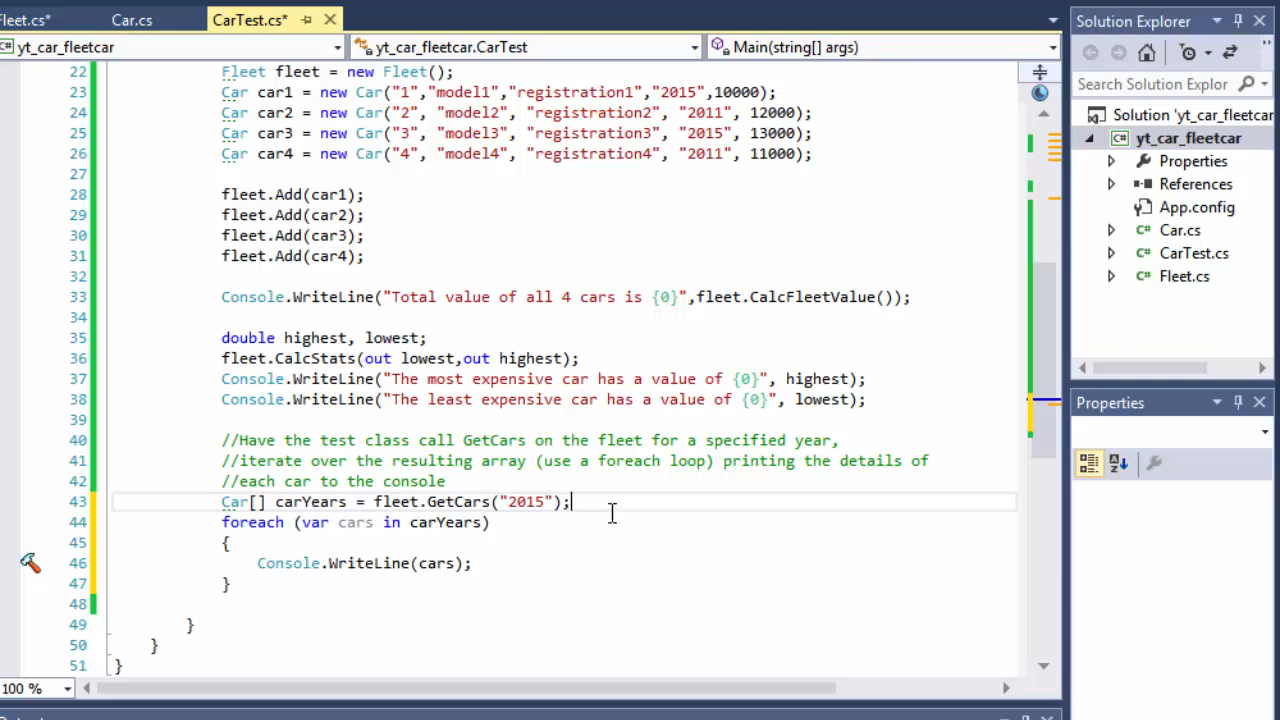 Fleet.cs* Car.cs CarTest.cs*
yt_car_fleetcar yt_car_fleetcar.CarTest Main(string[] args)
22 Fleet fleet = new Fleet();
23 Car car1 = new Car("1","model1","registration1","2015",10000);
24 Car car2 = new Car("2", "model2", "registration2", "2011", 12000);
25 Car car3 = new Car("3", "model3", "registration3", "2015", 13000);
26 Car car4 = new Car("4", "model4", "registration4", "2011", 11000);
27
28 fleet.Add(car1);
29 fleet.Add(car2);
30 fleet.Add(car3);
31 fleet.Add(car4);
32
33 Console.WriteLine("Total value of all 4 cars is {0}",fleet.CalcFleetValue());
34
35 double highest, lowest;
36 fleet.CalcStats(out lowest,out highest);
37 Console.WriteLine("The most expensive car has a value of {0}", highest);
38 Console.WriteLine("The least expensive car has a value of {0}", lowest);
39
40 //Have the test class call GetCars on the fleet for a specified year,
41 //iterate over the resulting array (use a foreach loop) printing the details of
42 //each car to the console
43 Car[] carYears = fleet.GetCars("2015");
44 foreach (var cars in carYears)
45 {
46 Console.WriteLine(cars);
47 }
48
49 }
50 }
51 }
100 %
Solution Explorer
Search Solution Explor
Solution 'yt_car_fleetcar
yt_car_fleetcar
Properties
References
App.config
Car.cs
CarTest.cs
Fleet.cs
Properties